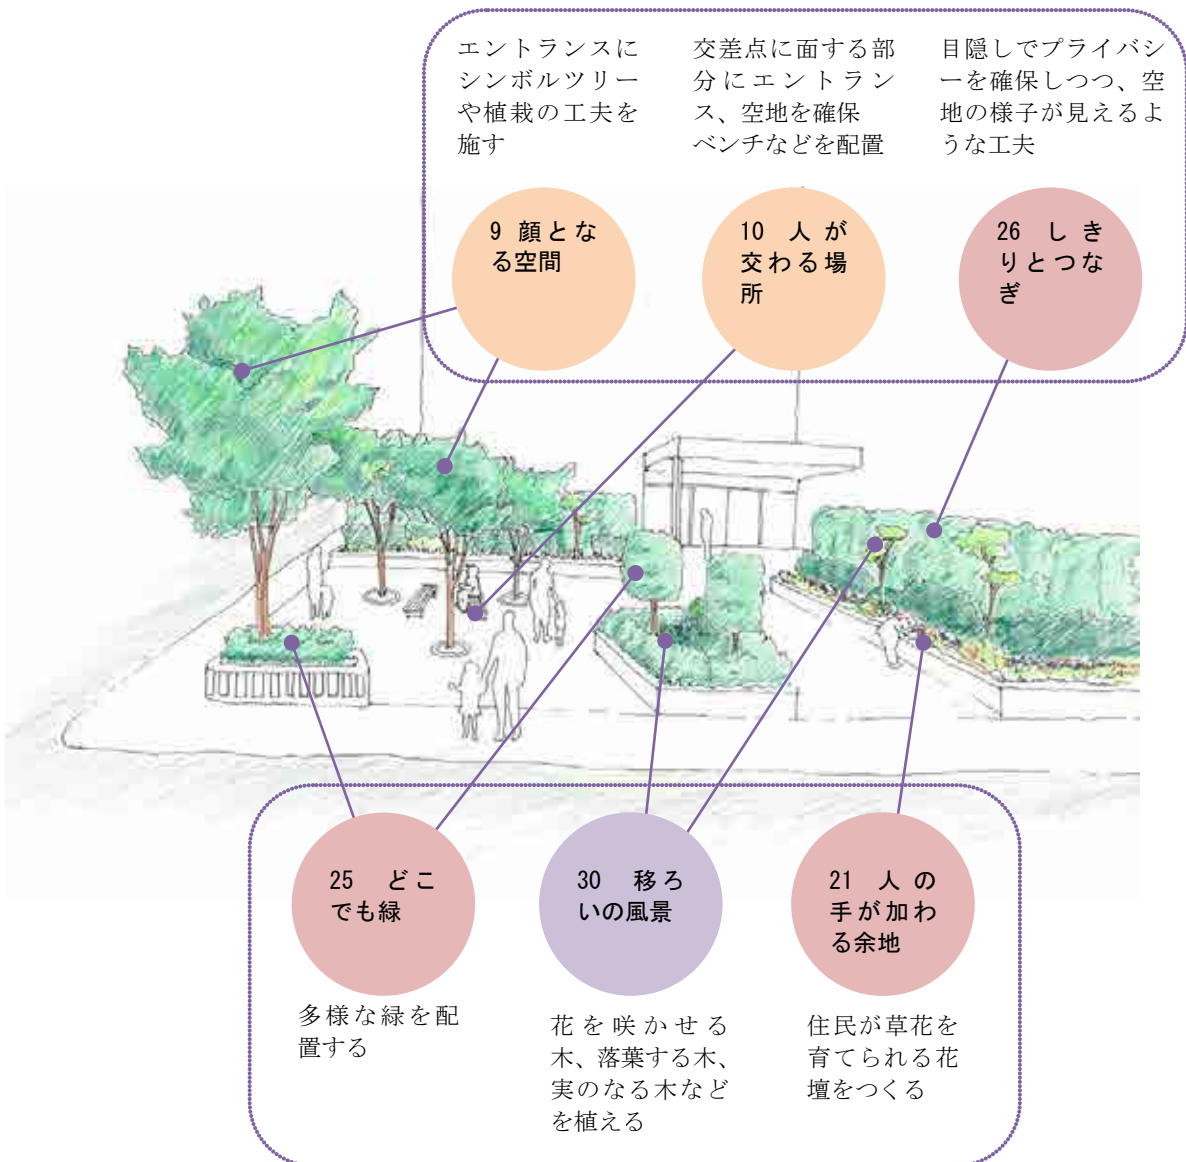 エントランスに
シンボルツリー
や植栽の工夫を
施す
交差点に面する部
分にエントラン
ス、空地を確保
ベンチなどを配置
目隠しでプライバシ
ーを確保しつつ、空
地の様子が見えるよ
うな工夫
9 顔とな
る空間
10 人が
交わる場
所
26 しき
りとつな
ぎ
25 どこ
でも緑
30 移ろ
いの風景
21 人の
手が加わ
る余地
多様な緑を配
置する
花を咲かせる
木、落葉する木、
実のなる木など
を植える
住民が草花を
育てられる花
壇をつくる